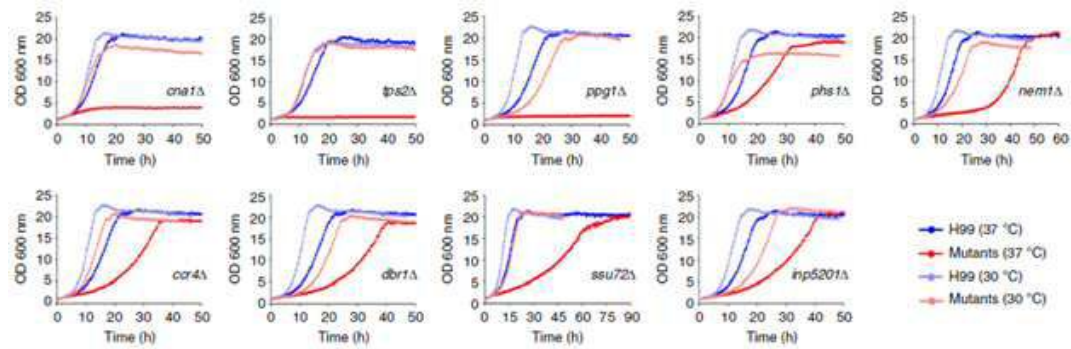 25
20
15
10
5
0
OD 600 nm
cna1Δ
0 10 20 30 40 50
Time (h)
25
20
15
10
5
0
OD 600 nm
tps2Δ
0 10 20 30 40 50
Time (h)
25
20
15
10
5
0
OD 600 nm
ppg1Δ
0 10 20 30 40 50
Time (h)
25
20
15
10
5
0
OD 600 nm
phs1Δ
0 10 20 30 40 50
Time (h)
25
20
15
10
5
0
OD 600 nm
nem1Δ
0 10 20 30 40 50 60
Time (h)
25
20
15
10
5
0
OD 600 nm
ccr4Δ
0 10 20 30 40 50
Time (h)
25
20
15
10
5
0
OD 600 nm
dbr1Δ
0 10 20 30 40 50
Time (h)
25
20
15
10
5
0
OD 600 nm
ssu72Δ
0 15 30 45 60 75 90
Time (h)
25
20
15
10
5
0
OD 600 nm
inp5201Δ
0 10 20 30 40 50
Time (h)
H99 (37 °C)
Mutants (37 °C)
H99 (30 °C)
Mutants (30 °C)